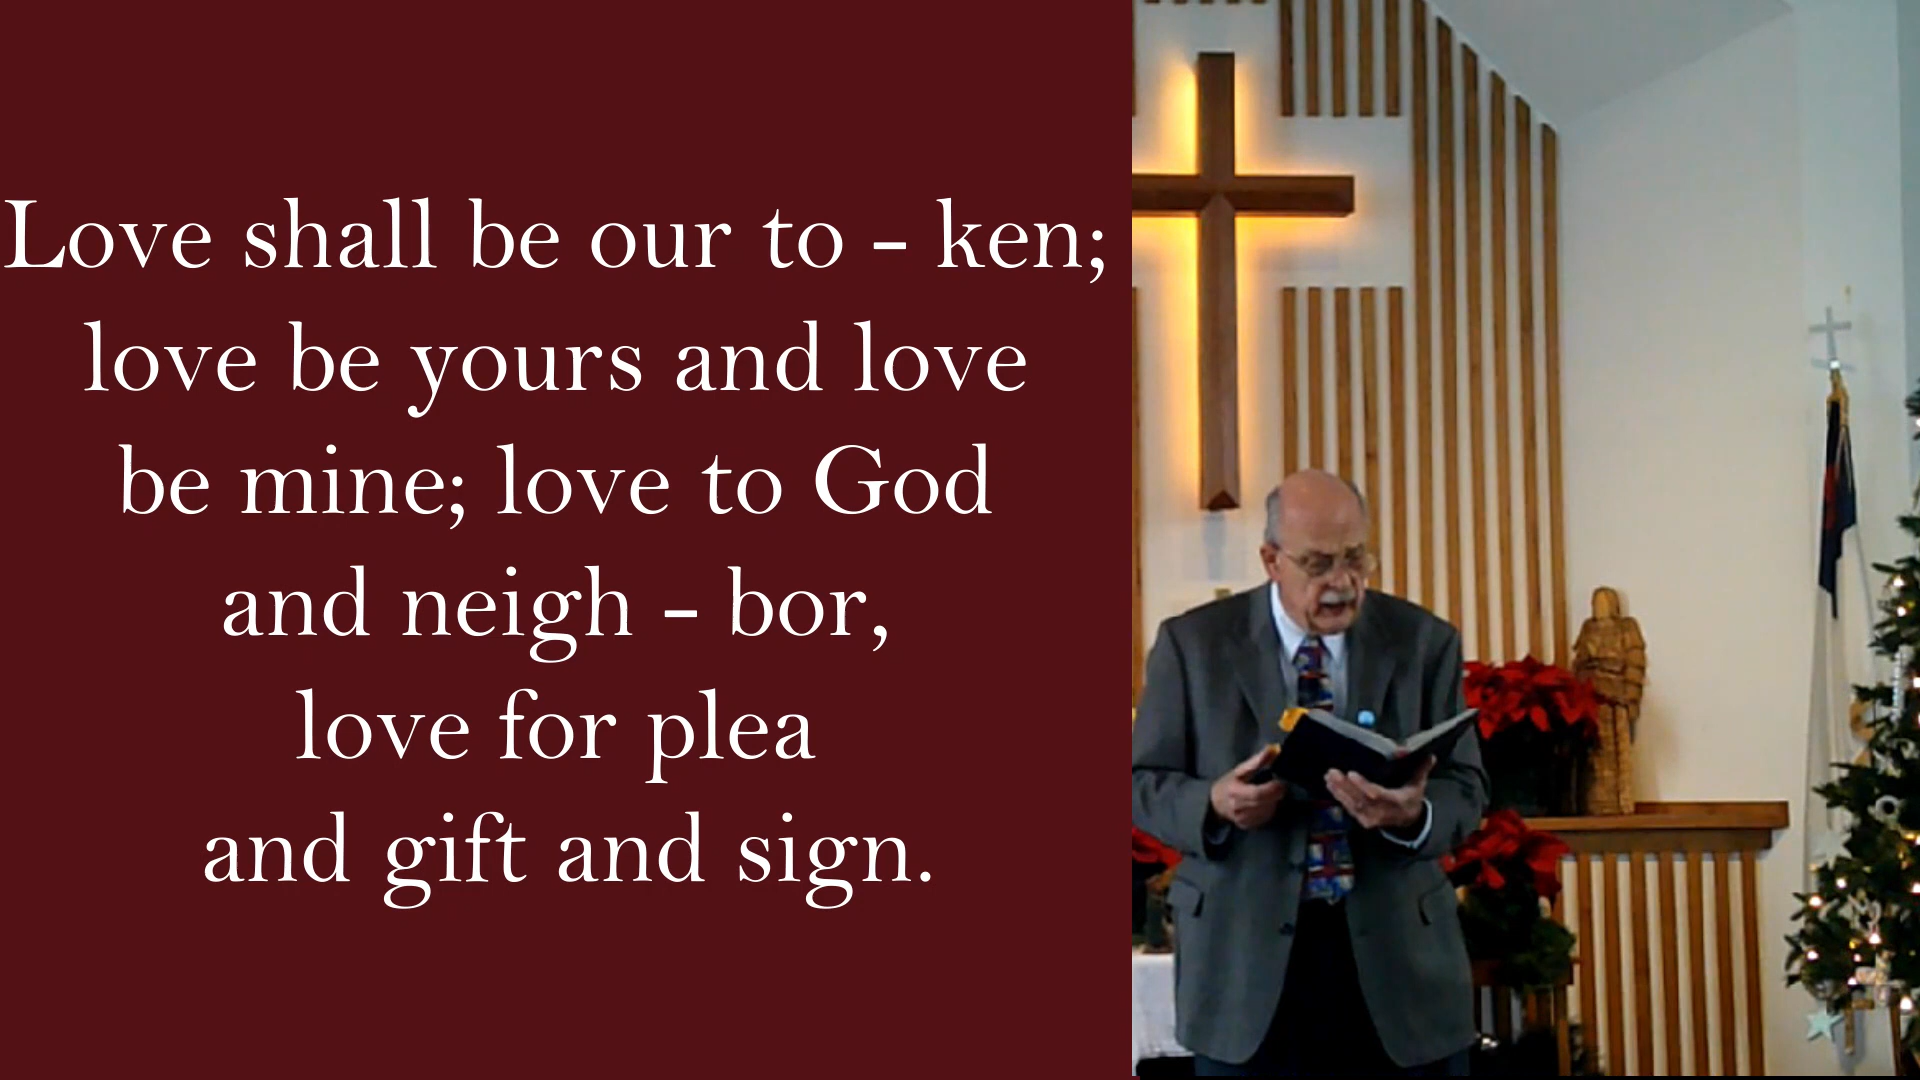 Love shall be our to - ken;
love be yours and love
be mine; love to God
and neigh - bor,
love for plea
and gift and sign.